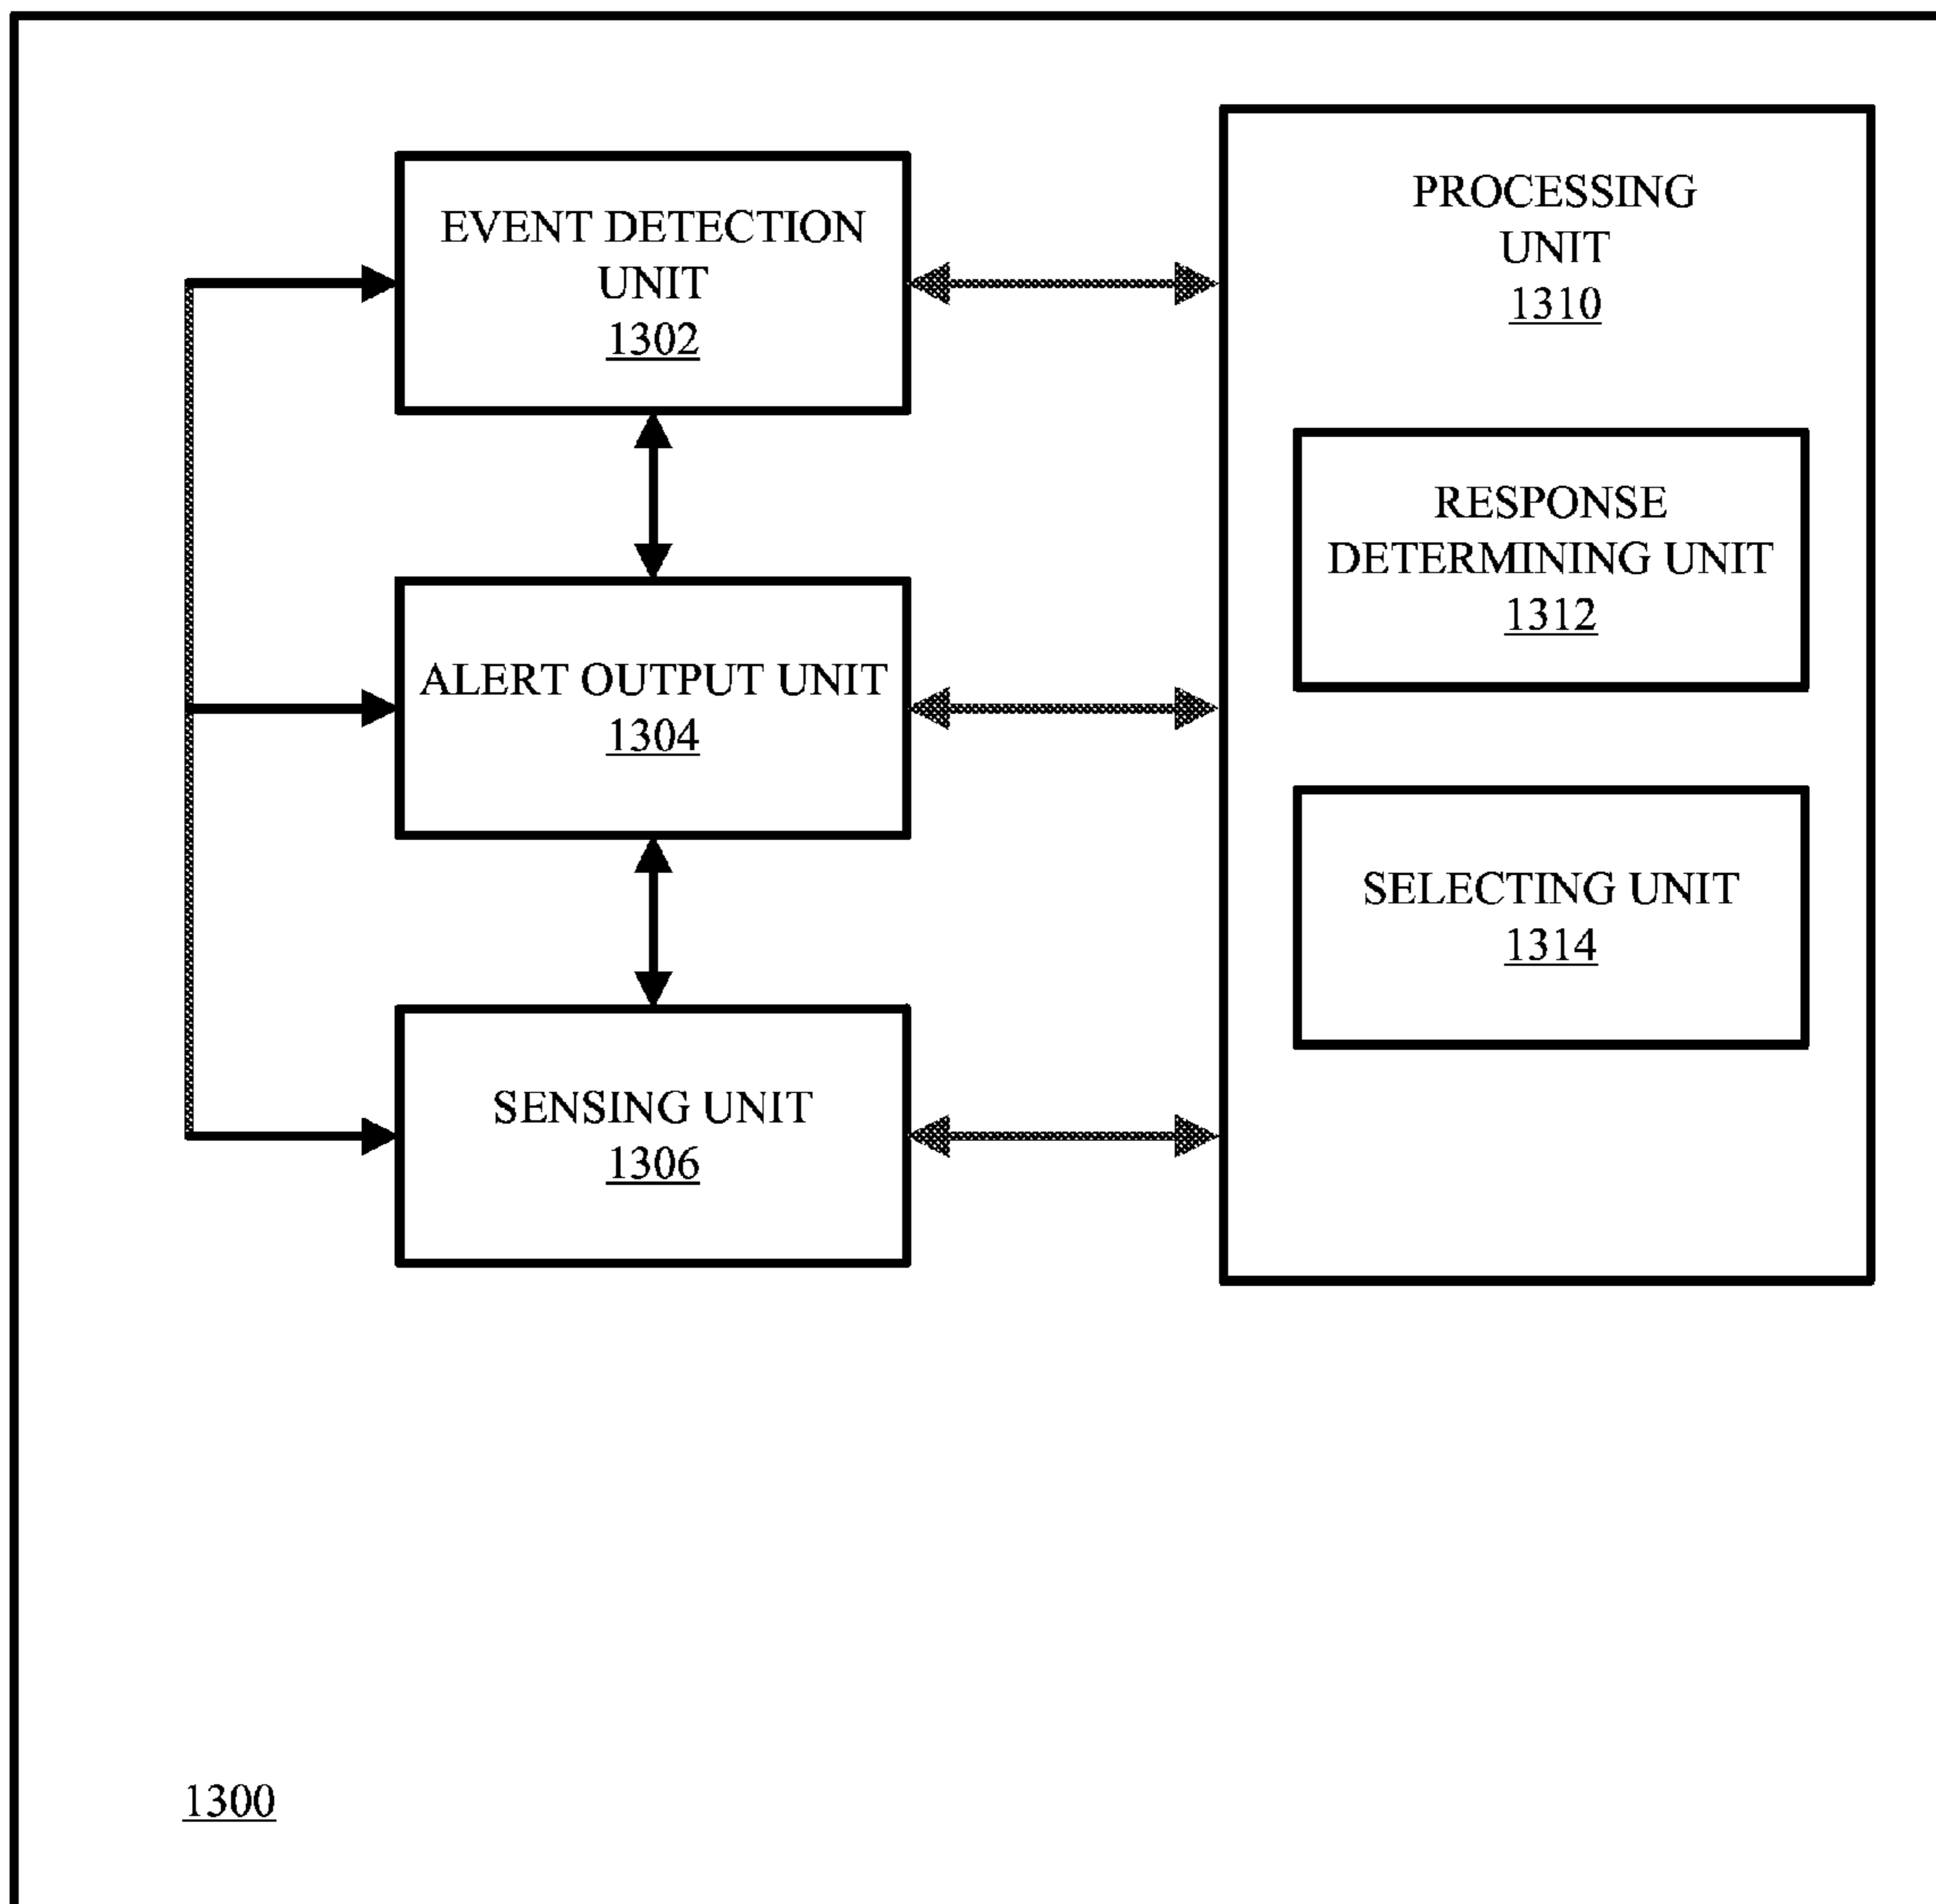 EVENT DETECTION
UNIT
1302
ALERT OUTPUT UNIT
1304
SENSING UNIT
1306
PROCESSING
UNIT
1310
RESPONSE
DETERMINING UNIT
1312
SELECTING UNIT
1314
1300